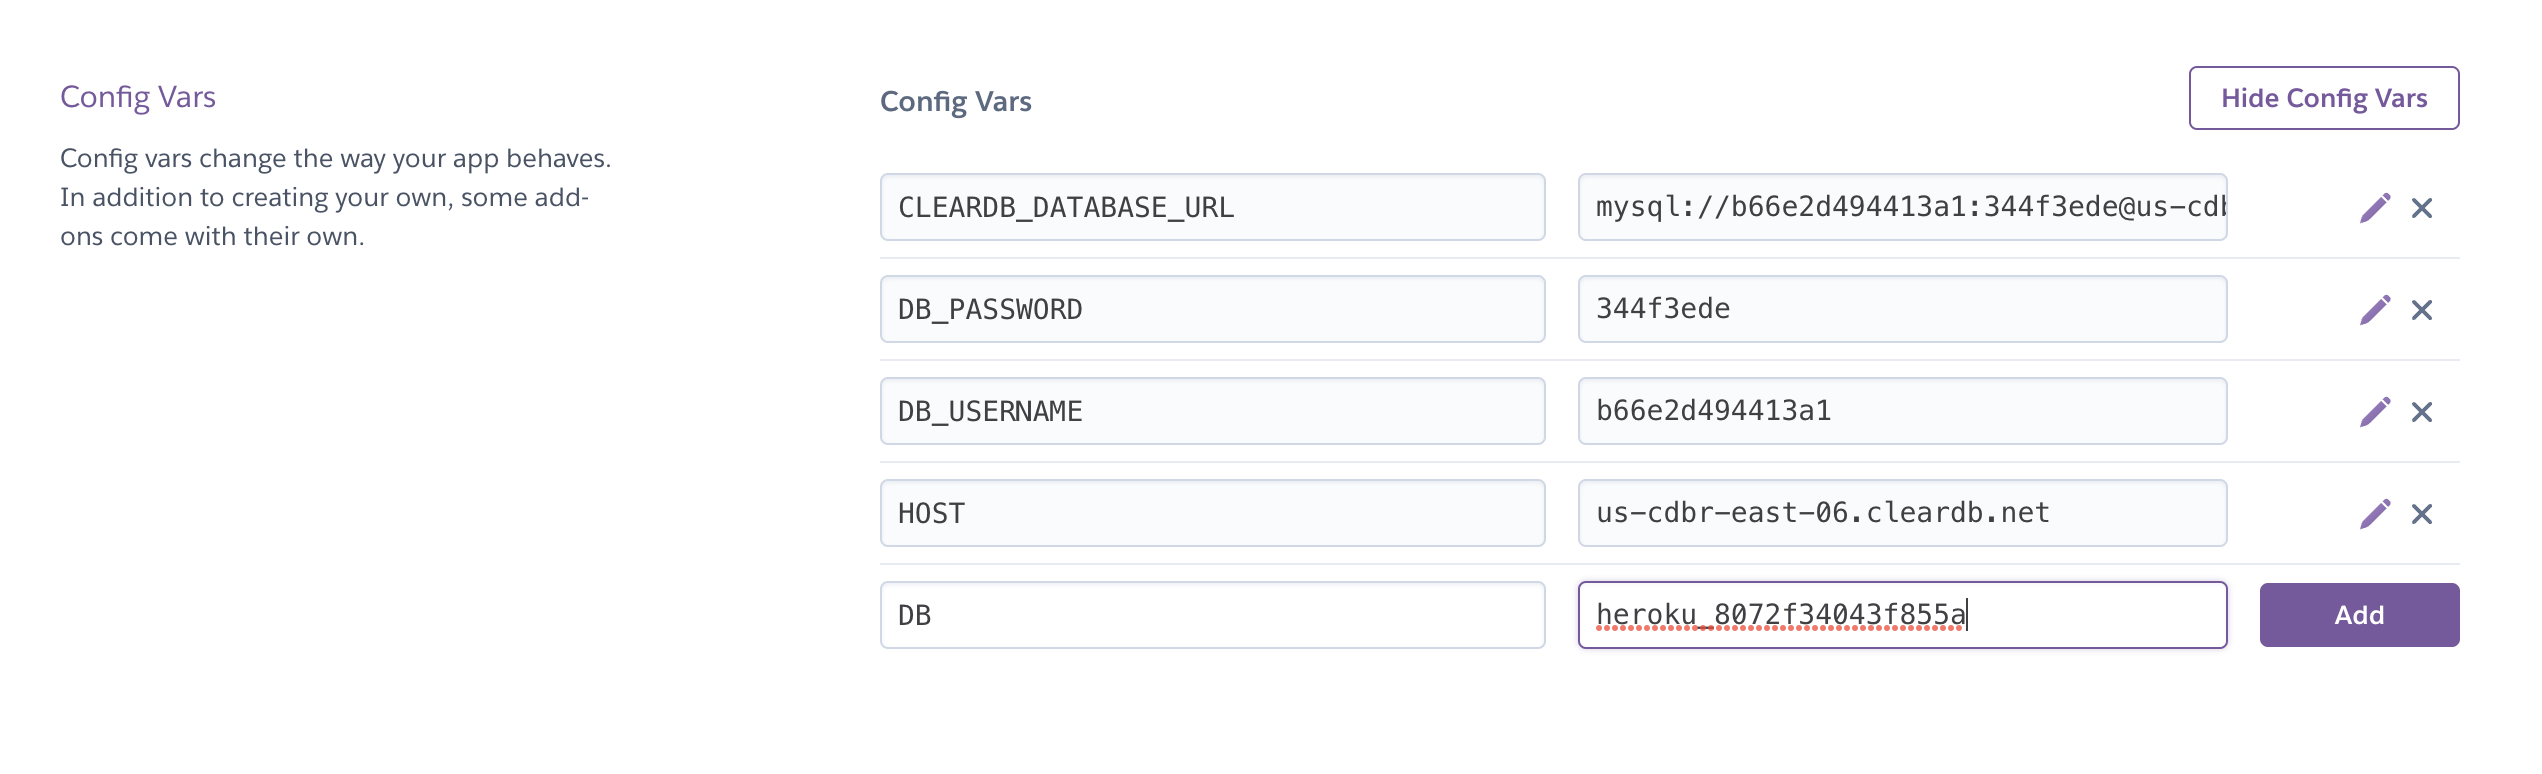 Config Vars
Config vars change the way your app behaves.
In addition to creating your own, some add-
ons come with their own.
Config Vars
Hide Config Vars
CLEARDB_DATABASE_URL mysql://b66e2d494413a1:344f3ede@us-cdb
DB_PASSWORD 344f3ede
DB_USERNAME b66e2d494413a1
HOST us-cdbr-east-06.cleardb.net
DB heroku_8072f34043f855a Add